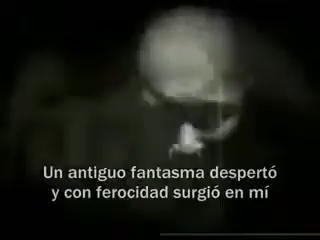 Un antiguo fantasma despertó
y con ferocidad surgió en mí